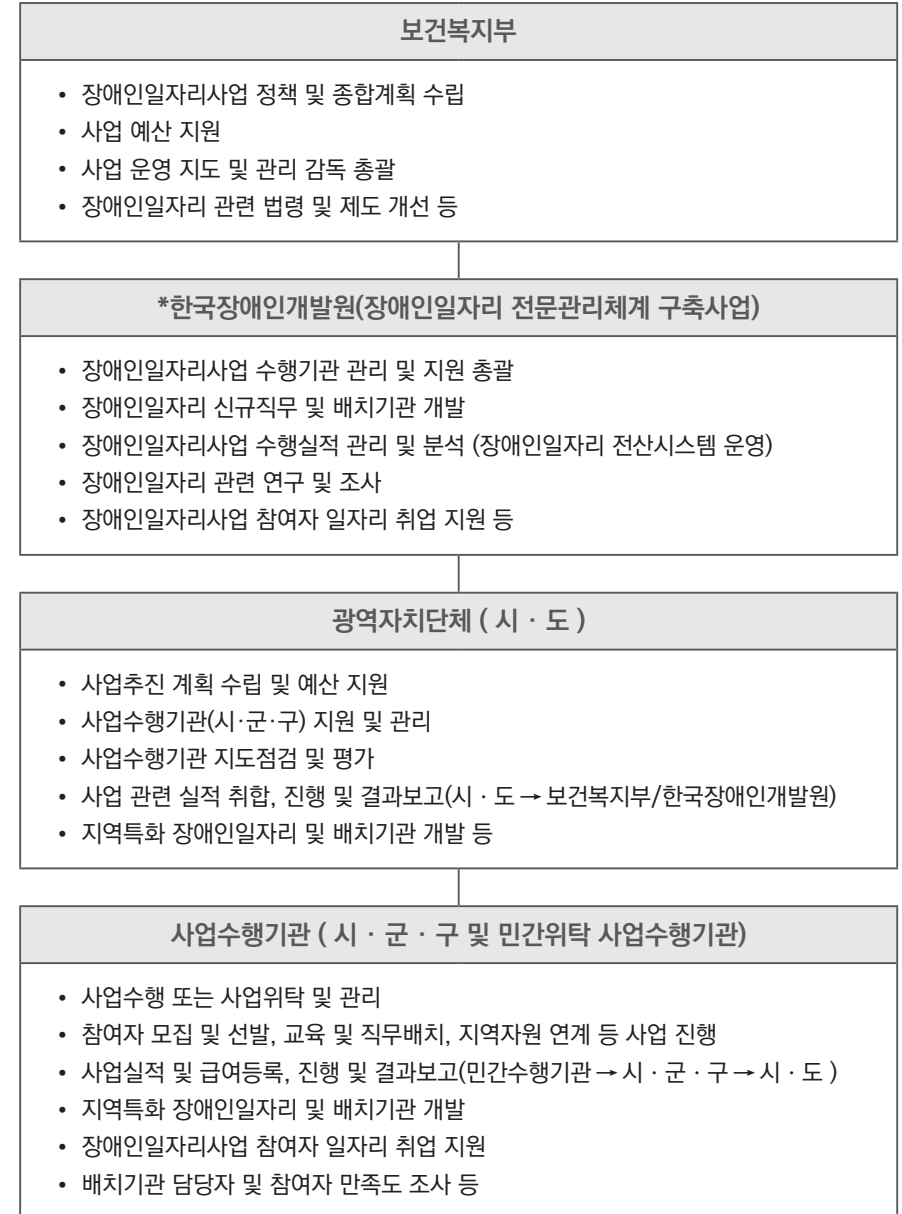 보건복지부
• 장애인일자리사업 정책 및 종합계획 수립
• 사업 예산 지원
• 사업 운영 지도 및 관리 감독 총괄
• 장애인일자리 관련 법령 및 제도 개선 등
*한국장애인개발원(장애인일자리 전문관리체계 구축사업)
• 장애인일자리사업 수행기관 관리 및 지원 총괄
• 장애인일자리 신규직무 및 배치기관 개발
• 장애인일자리사업 수행실적 관리 및 분석 (장애인일자리 전산시스템 운영)
• 장애인일자리 관련 연구 및 조사
• 장애인일자리사업 참여자 일자리 취업 지원 등
광역자치단체 ( 시 · 도 )
• 사업추진 계획 수립 및 예산 지원
• 사업수행기관(시·군·구) 지원 및 관리
• 사업수행기관 지도점검 및 평가
• 사업 관련 실적 취합, 진행 및 결과보고(시 · 도 → 보건복지부/한국장애인개발원)
• 지역특화 장애인일자리 및 배치기관 개발 등
사업수행기관 ( 시 · 군 · 구 및 민간위탁 사업수행기관)
• 사업수행 또는 사업위탁 및 관리
• 참여자 모집 및 선발, 교육 및 직무배치, 지역자원 연계 등 사업 진행
• 사업실적 및 급여등록, 진행 및 결과보고(민간수행기관 → 시 · 군 · 구 → 시 · 도 )
• 지역특화 장애인일자리 및 배치기관 개발
• 장애인일자리사업 참여자 일자리 취업 지원
• 배치기관 담당자 및 참여자 만족도 조사 등